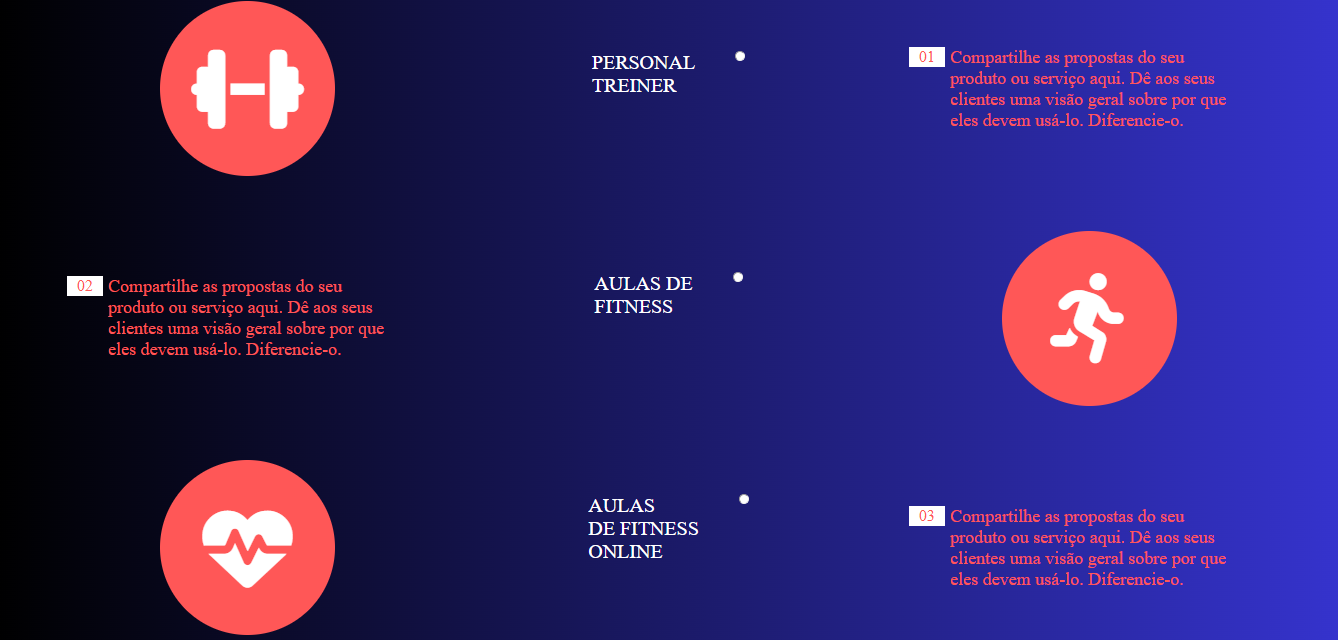 PERSONAL
TREINER
01
Compartilhe as propostas do seu
produto ou serviço aqui. Dê aos seus
clientes uma visão geral sobre por que
eles devem usá-lo. Diferencie-o.
02
Compartilhe as propostas do seu
produto ou serviço aqui. Dê aos seus
clientes uma visão geral sobre por que
eles devem usá-lo. Diferencie-o.
AULAS DE
FITNESS
AULAS
DE FITNESS
ONLINE
03
Compartilhe as propostas do seu
produto ou serviço aqui. Dê aos seus
clientes uma visão geral sobre por que
eles devem usá-lo. Diferencie-o.